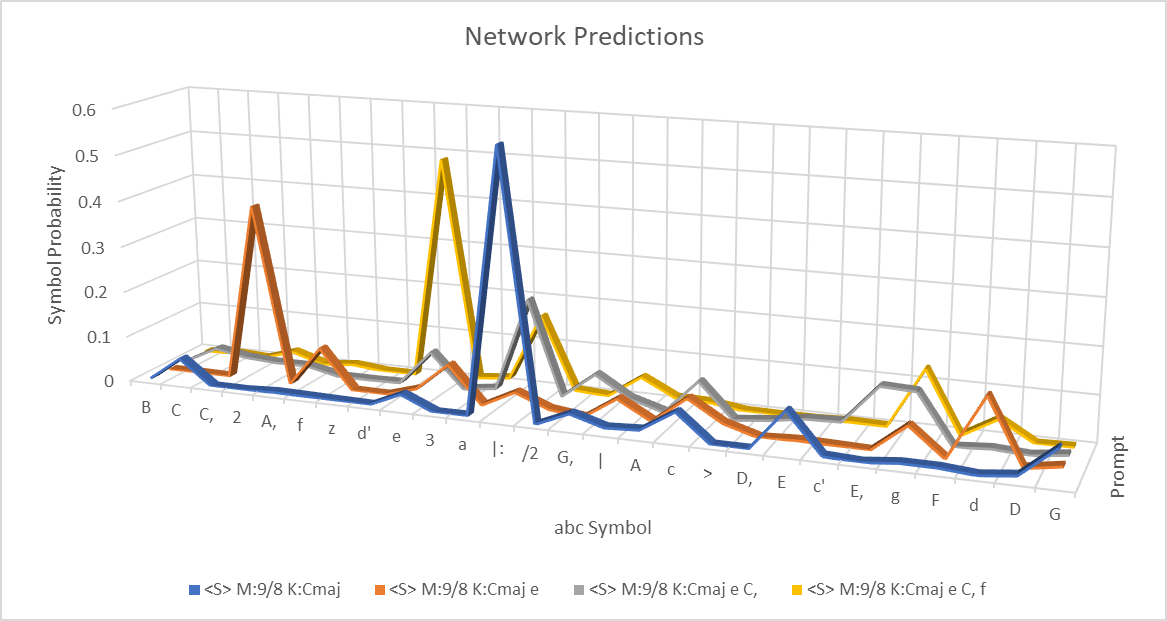 Network Predictions
0.6
0.5
0.4
0.3
0.2
0.1
0
Symbol Probability
B C C, 2 A, f z d' e 3 a |: /2 G, | A c > D, E c' E, g F d D G
abc Symbol
Prompt
<S> M:9/8 K:Cmaj <S> M:9/8 K:Cmaj e <S> M:9/8 K:Cmaj e C, <S> M:9/8 K:Cmaj e C, f